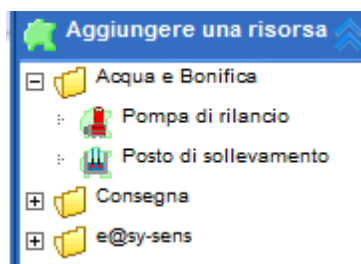 Aggiungere una risorsa
Acqua e Bonifica
Pompa di rilancio
Posto di sollevamento
Consegna
e@sy-sens